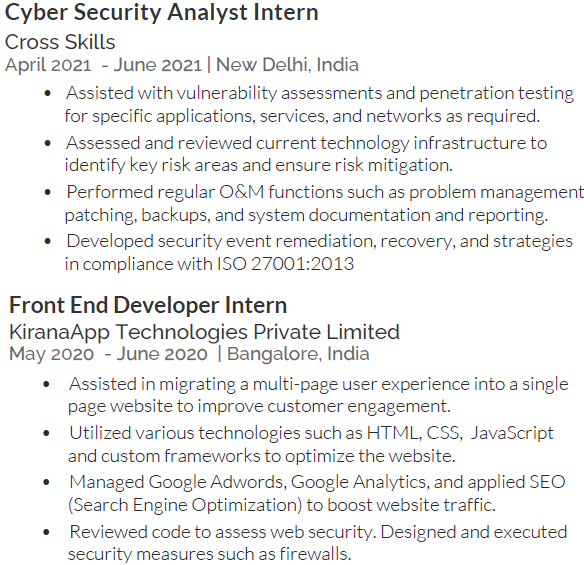 Cyber Security Analyst Intern
Cross Skills
April 2021 - June 2021 | New Delhi, India
• Assisted with vulnerability assessments and penetration testing
for specific applications, services, and networks as required.
• Assessed and reviewed current technology infrastructure to
identify key risk areas and ensure risk mitigation.
• Performed regular O&M functions such as problem management
patching, backups, and system documentation and reporting.
• Developed security event remediation, recovery, and strategies
in compliance with ISO 27001:2013
Front End Developer Intern
KiranaApp Technologies Private Limited
May 2020 - June 2020 | Bangalore, India
• Assisted in migrating a multi-page user experience into a single
page website to improve customer engagement.
• Utilized various technologies such as HTML, CSS, JavaScript
and custom frameworks to optimize the website.
• Managed Google Adwords, Google Analytics, and applied SEO
(Search Engine Optimization) to boost website traffic.
• Reviewed code to assess web security. Designed and executed
security measures such as firewalls.